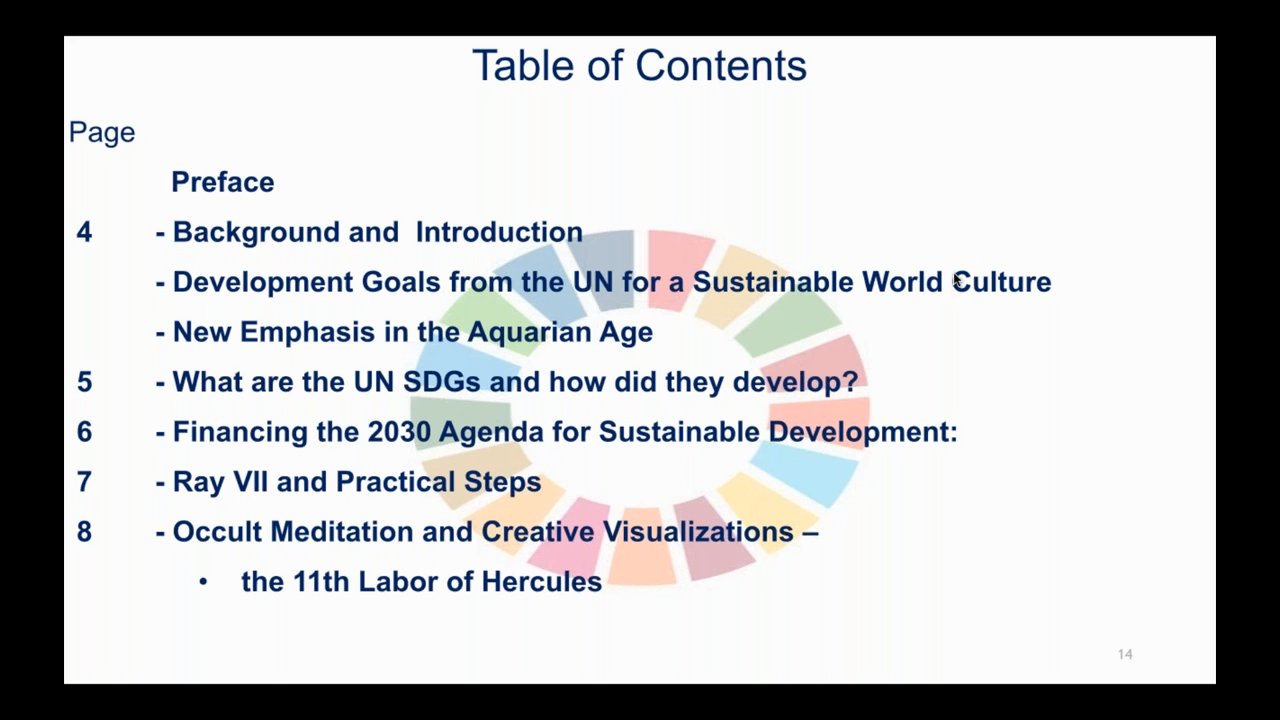 Table of Contents
Page
Preface
4 - Background and  Introduction
- Development Goals from the UN for a Sustainable World Culture
- New Emphasis in the Aquarian Age
5 - What are the UN SDGs and how did they develop?
6 - Financing the 2030 Agenda for Sustainable Development:
7 - Ray VII and Practical Steps
8 - Occult Meditation and Creative Visualizations –
• the 11th Labor of Hercules
14